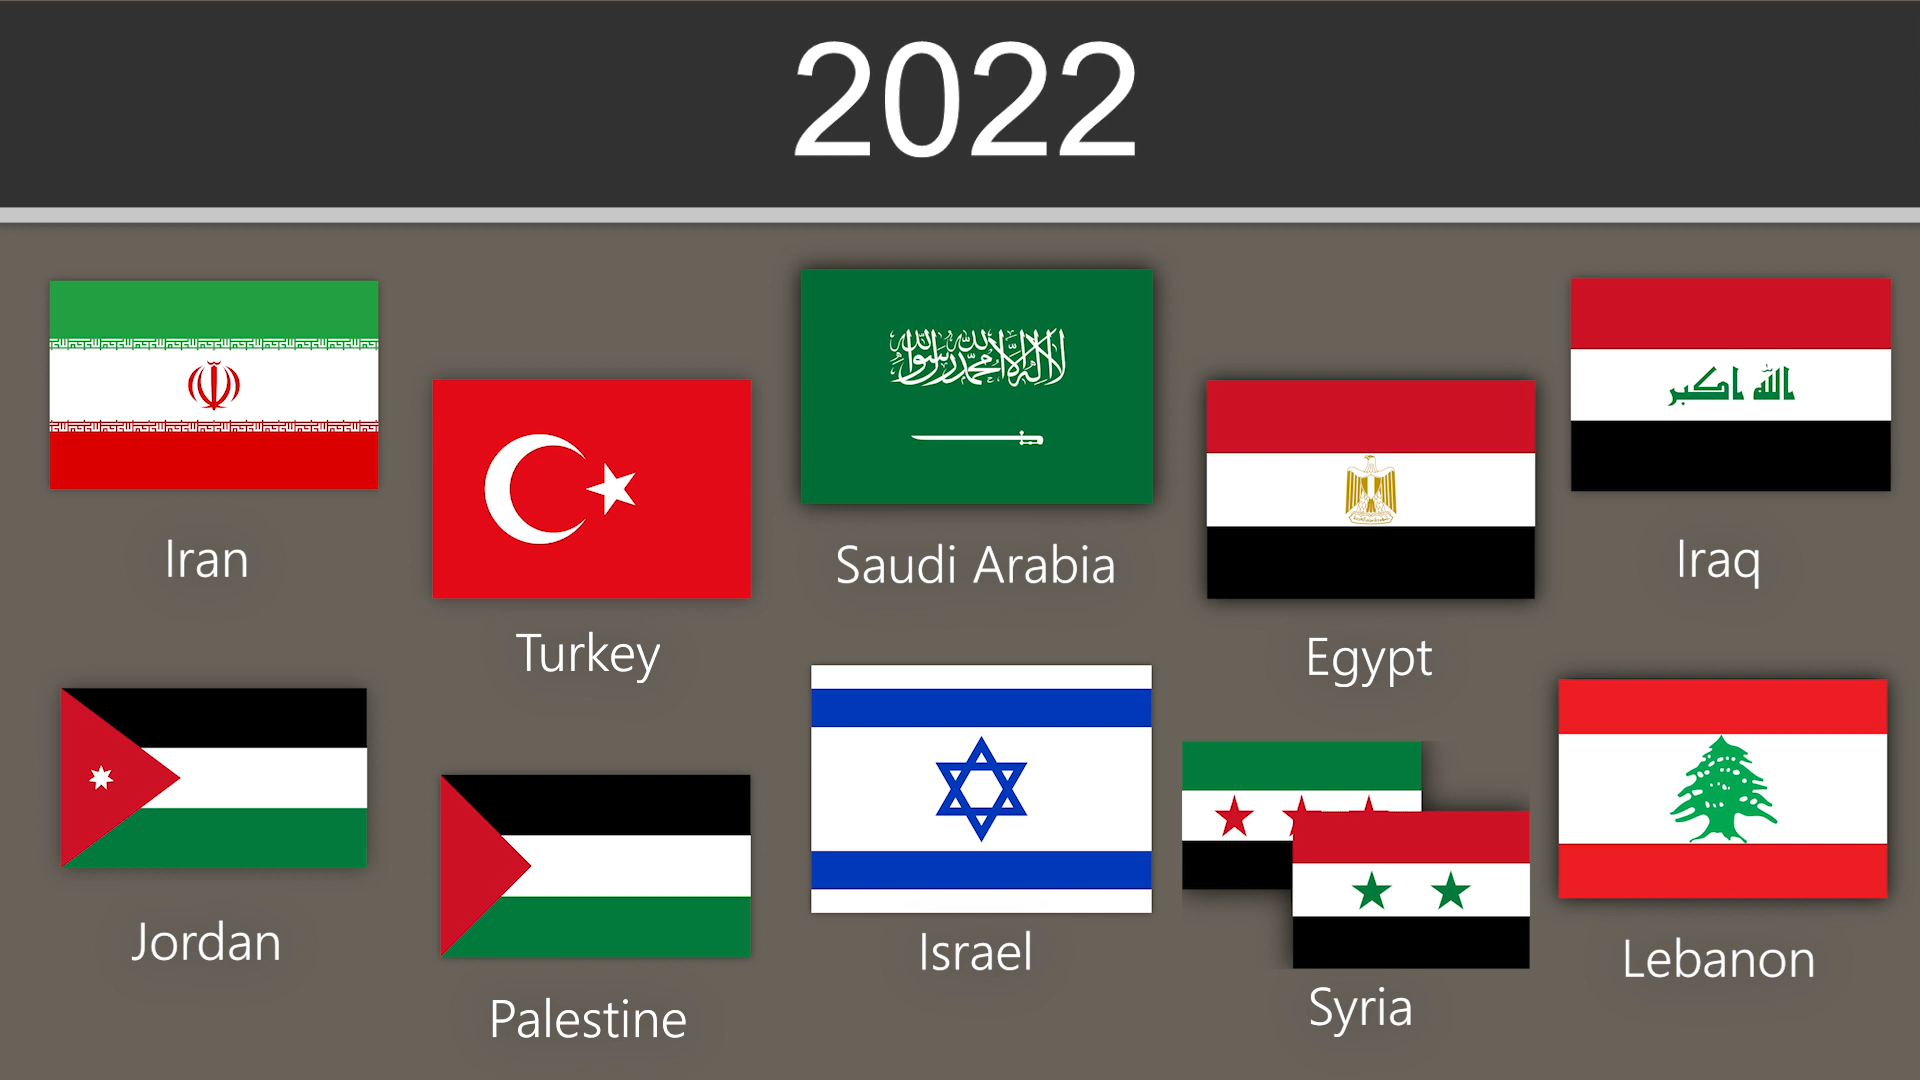 2022
لا إله إلا الله محمد رسول الله
الله اكبر
Iran
Saudi Arabia
Iraq
Turkey
Egypt
Jordan
Israel
Lebanon
Palestine
Syria